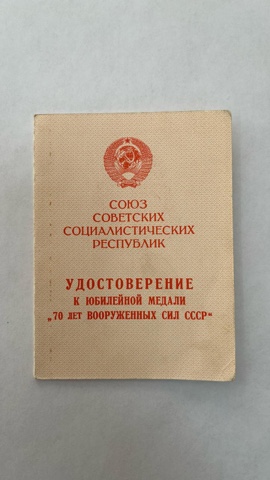 СОЮЗ
СОВЕТСКИХ
СОЦИАЛИСТИЧЕСКИХ
РЕСПУБЛИК
УДОСТОВЕРЕНИЕ
К ЮБИЛЕЙНОЙ МЕДАЛИ
„70 ЛЕТ ВООРУЖЕННЫХ СИЛ СССР“